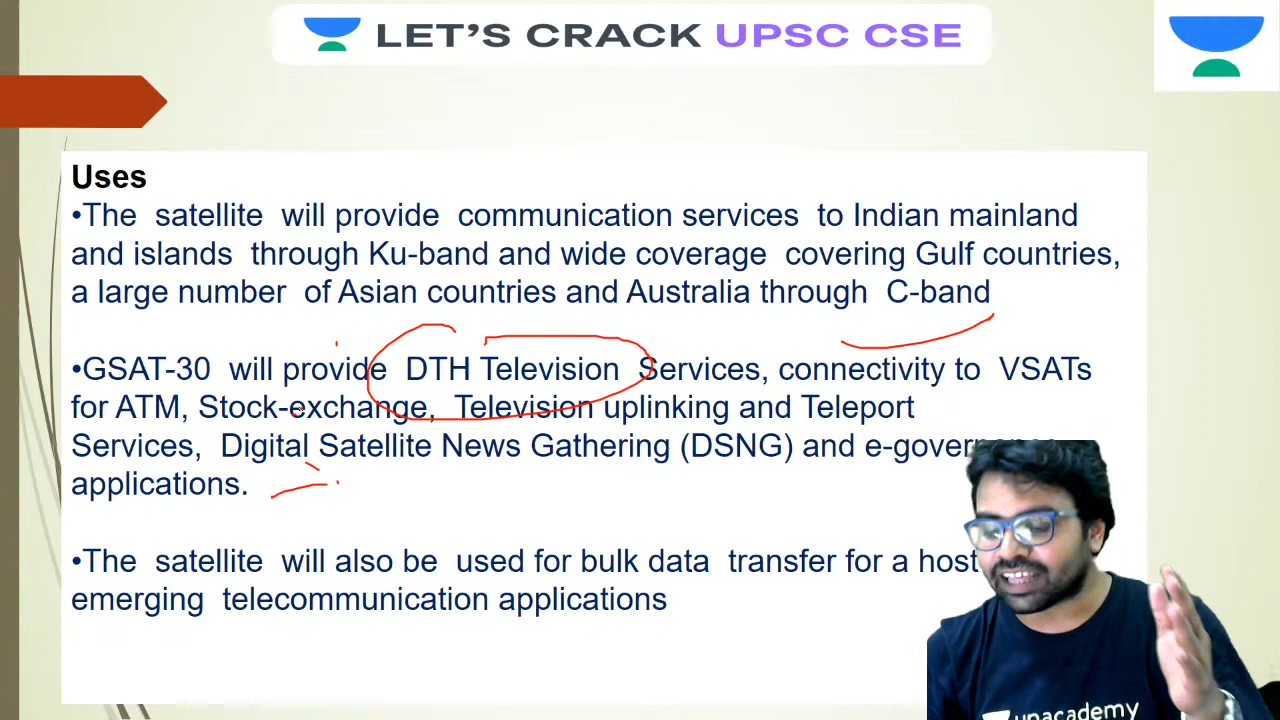 LET'S CRACK UPSC CSE
Uses
•The satellite will provide communication services to Indian mainland
and islands through Ku-band and wide coverage covering Gulf countries,
a large number of Asian countries and Australia through C-band
•GSAT-30 will provide DTH Television Services, connectivity to VSATs
for ATM, Stock-exchange, Television uplinking and Teleport
Services, Digital Satellite News Gathering (DSNG) and
applications.
•The satellite will also be used for bulk data transfer for a host
emerging telecommunication applications
unacademy